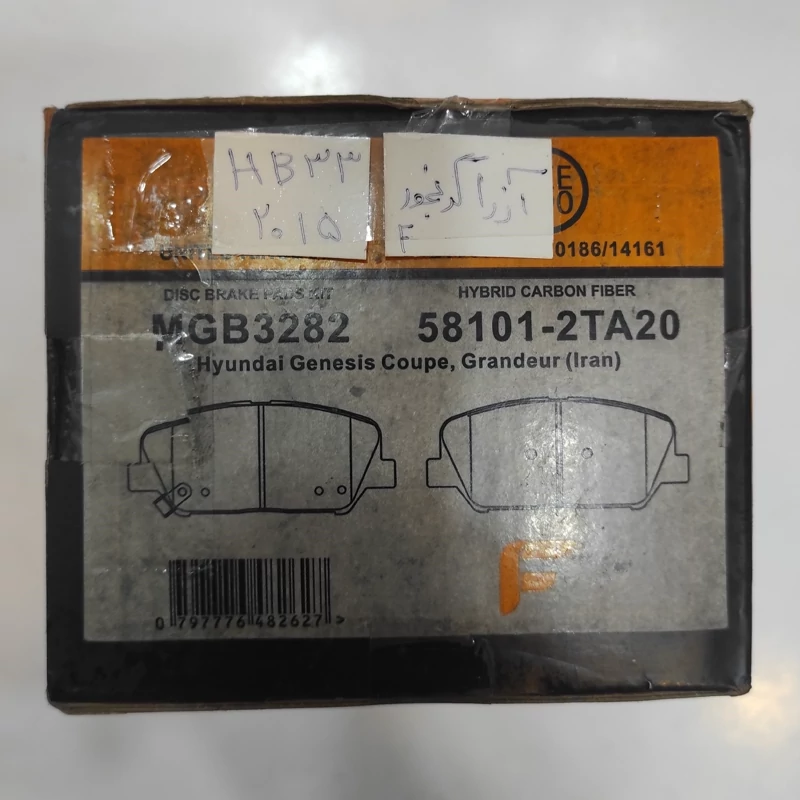 HB۳۳
۲۰۱۵
آزرا گرنجور
F
0186/14161
DISC BRAKE PADS KIT
HYBRID CARBON FIBER
MGB3282
58101-2TA20
Hyundai Genesis Coupe, Grandeur (Iran)
F
0 797776 482627 >